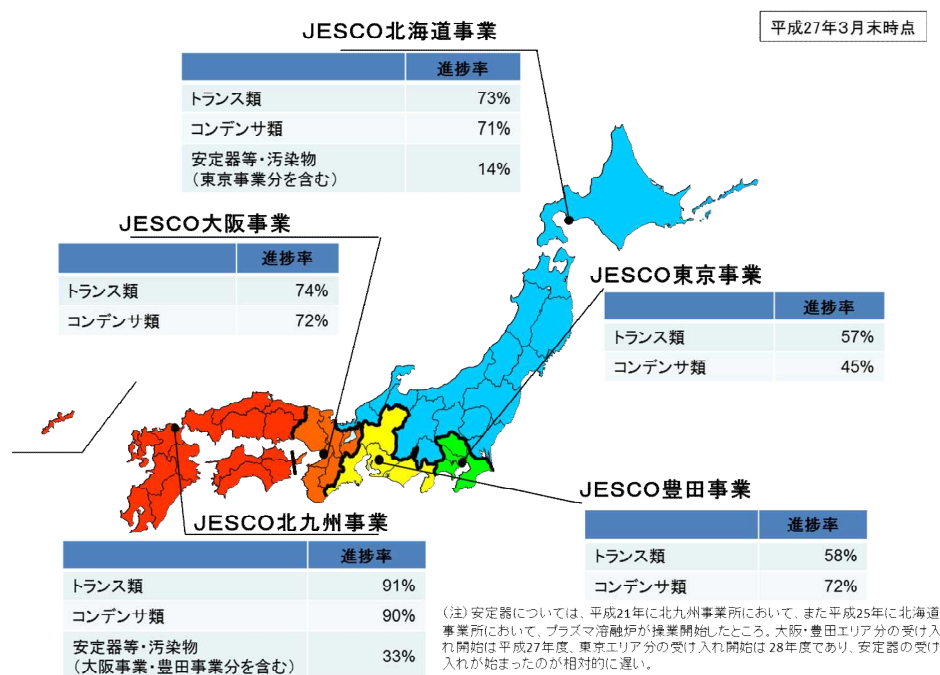 平成27年3月末時点
JESCO北海道事業
進捗率
トランス類 73%
コンデンサ類 71%
安定器等・汚染物
(東京事業分を含む) 14%
JESCO大阪事業
進捗率
トランス類 74%
コンデンサ類 72%
JESCO東京事業
進捗率
トランス類 57%
コンデンサ類 45%
JESCO豊田事業
進捗率
トランス類 58%
コンデンサ類 72%
JESCO北九州事業
進捗率
トランス類 91%
コンデンサ類 90%
安定器等・汚染物
(大阪事業・豊田事業分を含む) 33%
(注)安定器については、平成21年に北九州事業所において、また平成25年に北海道
事業所において、プラズマ溶融炉が操業開始したところ。大阪・豊田エリア分の受け入
れ開始は平成27年度、東京エリア分の受け入れ開始は28年度であり、安定器の受け
入れが始まったのが相対的に遅い。